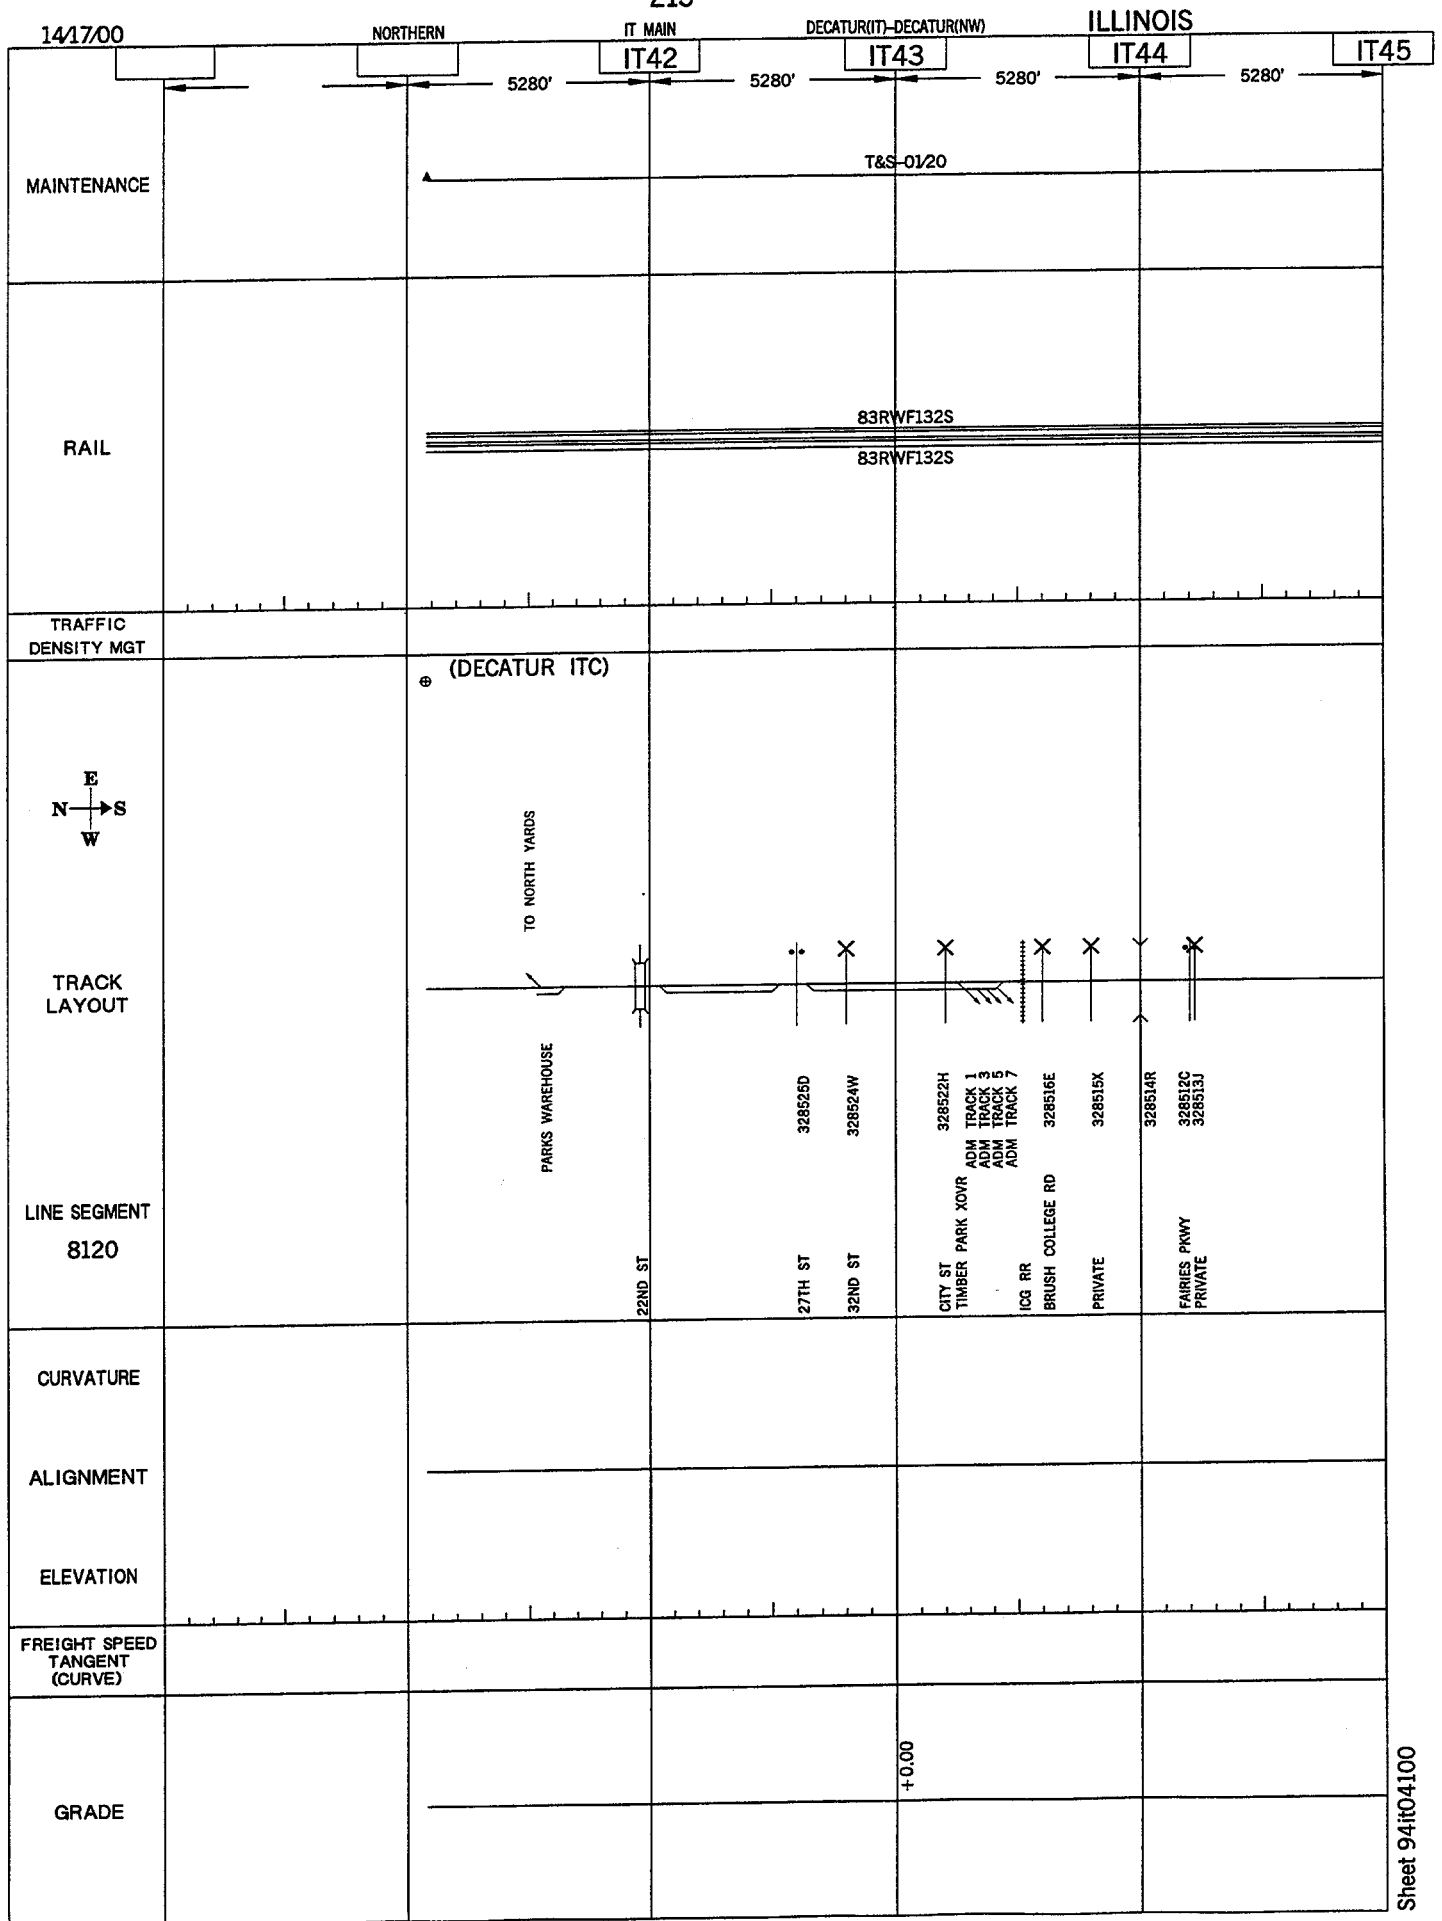 14/17/00
NORTHERN
IT MAIN
DECATUR(IT)-DECATUR(NW)
ILLINOIS
IT42
IT43
IT44
IT45
5280'
5280'
5280'
5280'
MAINTENANCE
T&S-01/20
RAIL
83RWF132S
83RWF132S
TRAFFIC
DENSITY MGT
(DECATUR ITC)
E
N S
W
TO NORTH YARDS
TRACK
LAYOUT
PARKS WAREHOUSE
328525D
328524W
328522H
ADM TRACK 1
ADM TRACK 3
ADM TRACK 5
ADM TRACK 7
328516E
328515X
328514R
328512C
328513J
LINE SEGMENT
8120
22ND ST
27TH ST
32ND ST
CITY ST
TIMBER PARK XOVR
ICG RR
BRUSH COLLEGE RD
PRIVATE
FAIRIES PKWY
PRIVATE
CURVATURE
ALIGNMENT
ELEVATION
FREIGHT SPEED
TANGENT
(CURVE)
GRADE
+0.00
Sheet 94it04100